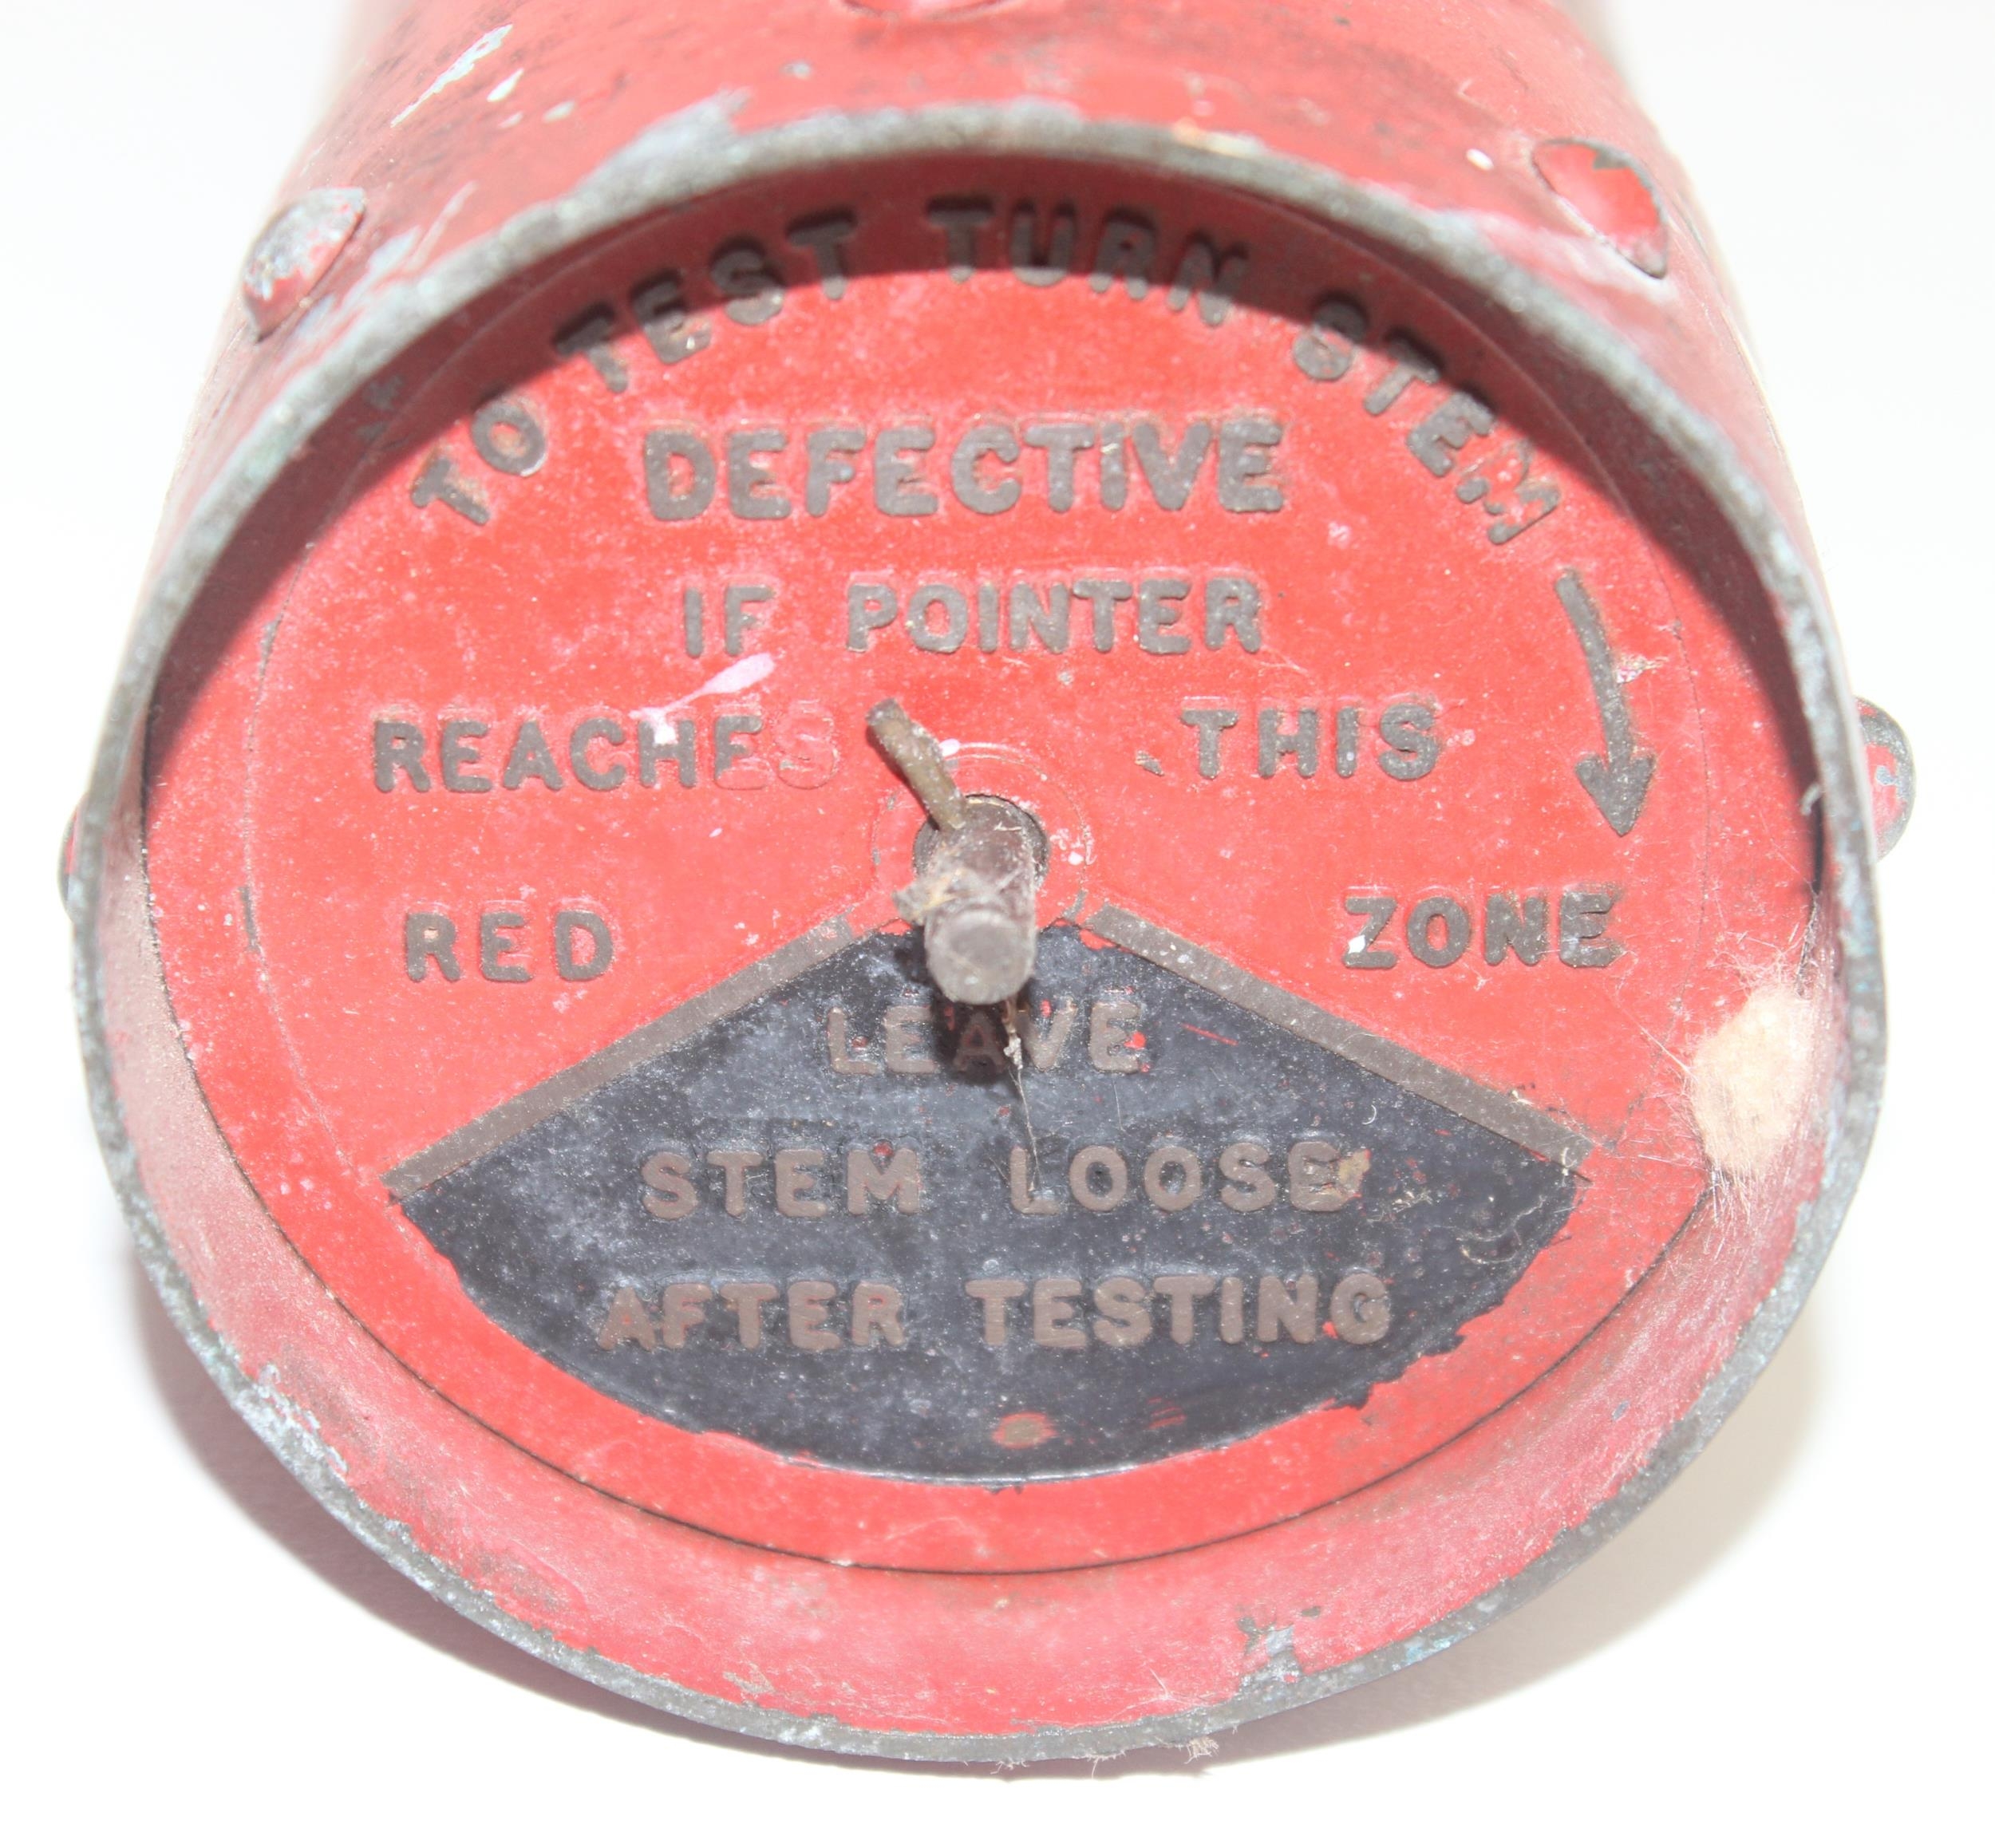 TO TEST TURN STEM
DEFECTIVE
IF POINTER
REACHES THIS
RED ZONE
LEAVE
STEM LOOSE
AFTER TESTING